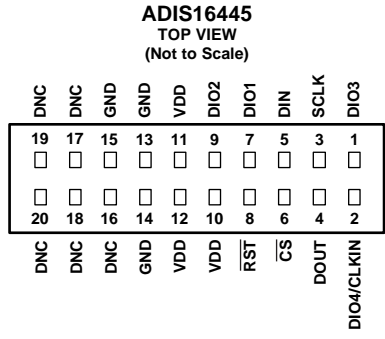 ADIS16445
TOP VIEW
(Not to Scale)
DNC DNC GND GND VDD DIO2 DIO1 DIN SCLK DIO3
19 17 15 13 11 9 7 5 3 1
20 18 16 14 12 10 8 6 4 2
DNC DNC DNC GND VDD VDD RST CS DOUT DIO4/CLKIN